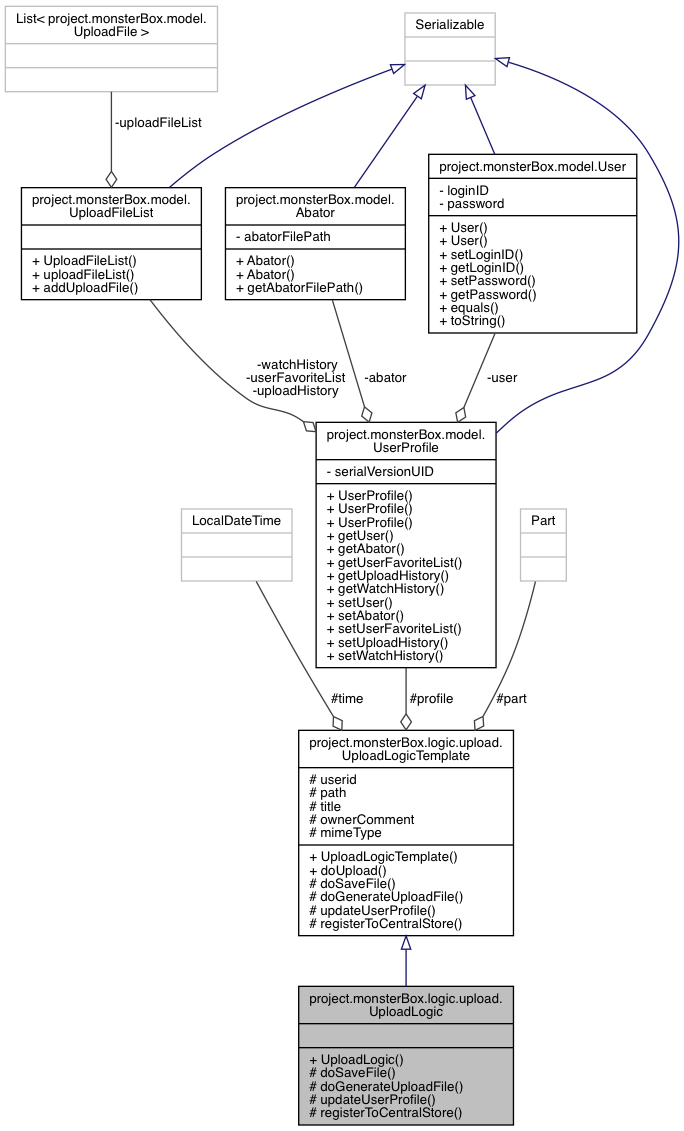 List< project.monsterBox.model.
UploadFile >
Serializable
-uploadFileList
project.monsterBox.model.
UploadFileList
+ UploadFileList()
+ uploadFileList()
+ addUploadFile()
project.monsterBox.model.
Abator
- abatorFilePath
+ Abator()
+ Abator()
+ getAbatorFilePath()
project.monsterBox.model.User
- loginID
- password
+ User()
+ User()
+ setLoginID()
+ getLoginID()
+ setPassword()
+ getPassword()
+ equals()
+ toString()
-watchHistory
-userFavoriteList
-uploadHistory
-abator
-user
project.monsterBox.model.
UserProfile
- serialVersionUID
+ UserProfile()
+ UserProfile()
+ UserProfile()
+ getUser()
+ getAbator()
+ getUserFavoriteList()
+ getUploadHistory()
+ getWatchHistory()
+ setUser()
+ setAbator()
+ setUserFavoriteList()
+ setUploadHistory()
+ setWatchHistory()
LocalDateTime
Part
#time
#profile
#part
project.monsterBox.logic.upload.
UploadLogicTemplate
# userid
# path
# title
# ownerComment
# mimeType
+ UploadLogicTemplate()
+ doUpload()
# doSaveFile()
# doGenerateUploadFile()
# updateUserProfile()
# registerToCentralStore()
project.monsterBox.logic.upload.
UploadLogic
+ UploadLogic()
# doSaveFile()
# doGenerateUploadFile()
# updateUserProfile()
# registerToCentralStore()